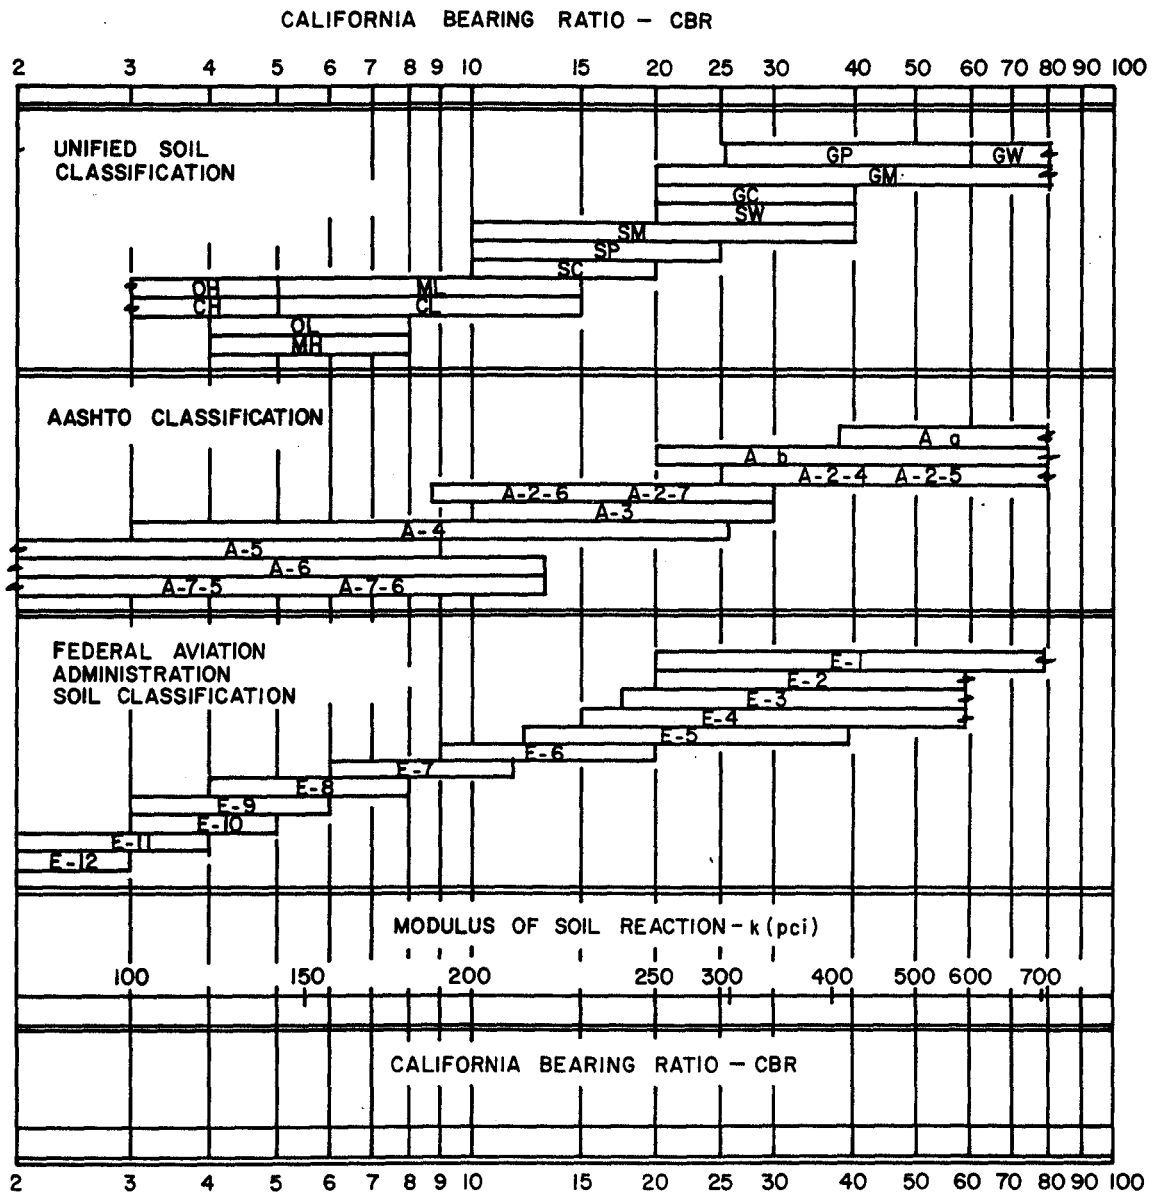 CALIFORNIA BEARING RATIO – CBR
2 3 4 5 6 7 8 9 10 15 20 25 30 40 50 60 70 80 90 100
UNIFIED SOIL
CLASSIFICATION
GP GW
GM
GC
SW
SM
SP
SC
OH ML
CH CL
OL
MH
AASHTO CLASSIFICATION
A a
A b
A-2-4 A-2-5
A-2-6 A-2-7
A-3
A-4
A-5
A-6
A-7-5 A-7-6
FEDERAL AVIATION
ADMINISTRATION
SOIL CLASSIFICATION
E-1
E-2
E-3
E-4
E-5
E-6
E-7
E-8
E-9
E-10
E-11
E-12
MODULUS OF SOIL REACTION – k (pci)
100 150 200 250 300 400 500 600 700
CALIFORNIA BEARING RATIO – CBR
2 3 4 5 6 7 8 9 10 15 20 25 30 40 50 60 70 80 90 100